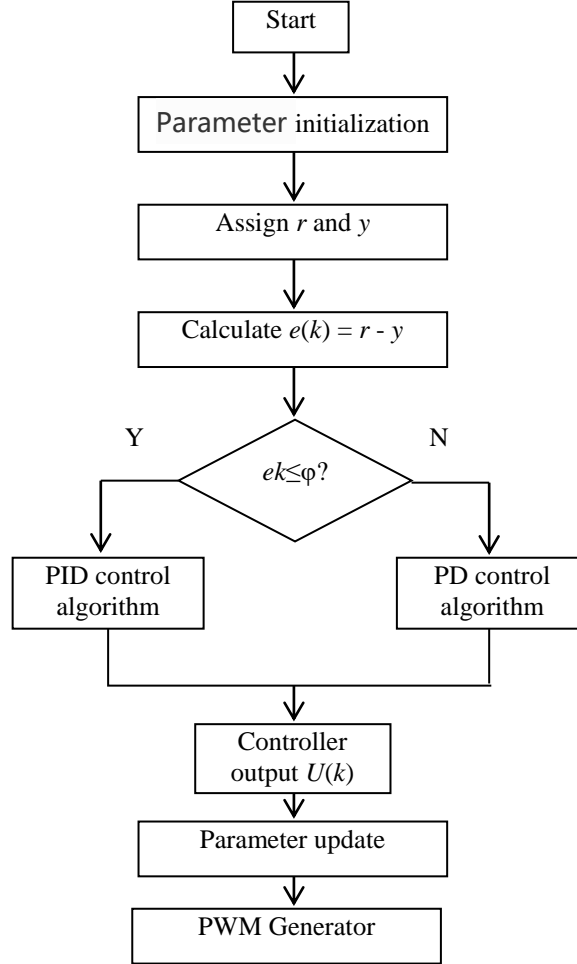 Start
Parameter initialization
Assign r and y
Calculate e(k) = r - y
Y
N
ek≤φ?
PID control
algorithm
PD control
algorithm
Controller
output U(k)
Parameter update
PWM Generator